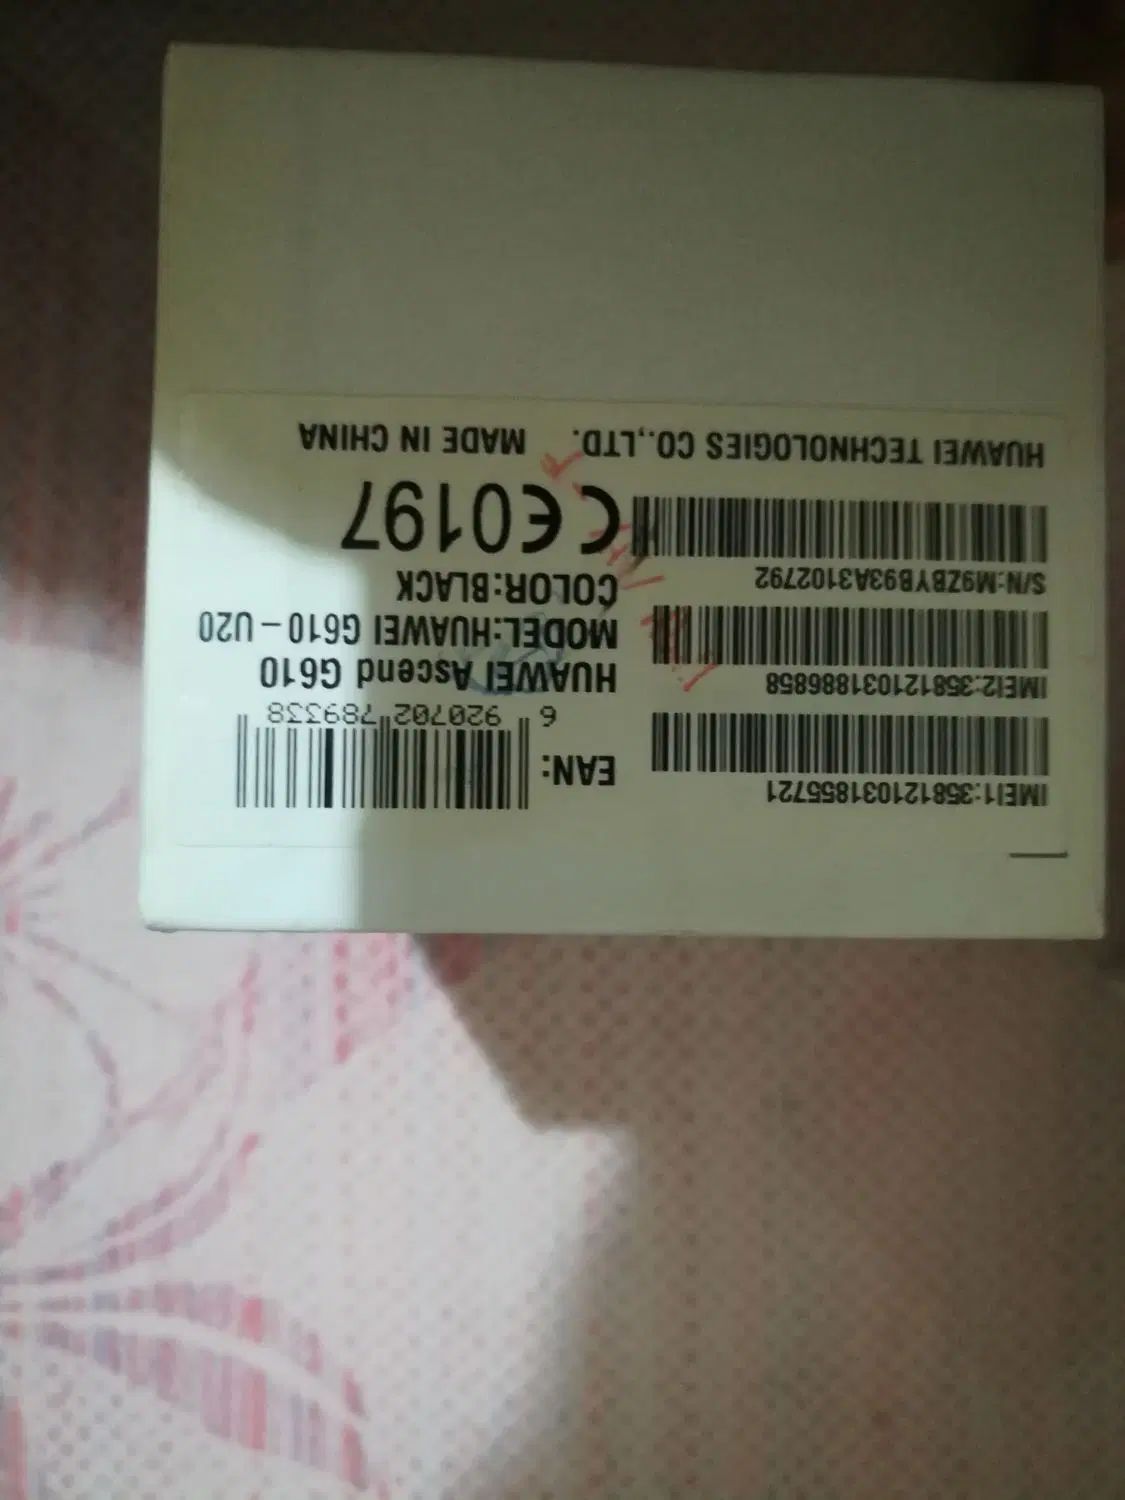 IMEI1:358121031855721
IMEI2:358121031886858
S/N:M9ZBYB93A3102792
EAN:
6 920702 789338
HUAWEI Ascend G610
MODEL:HUAWEI G610-U20
COLOR:BLACK
CE0197
HUAWEI TECHNOLOGIES CO.,LTD. MADE IN CHINA